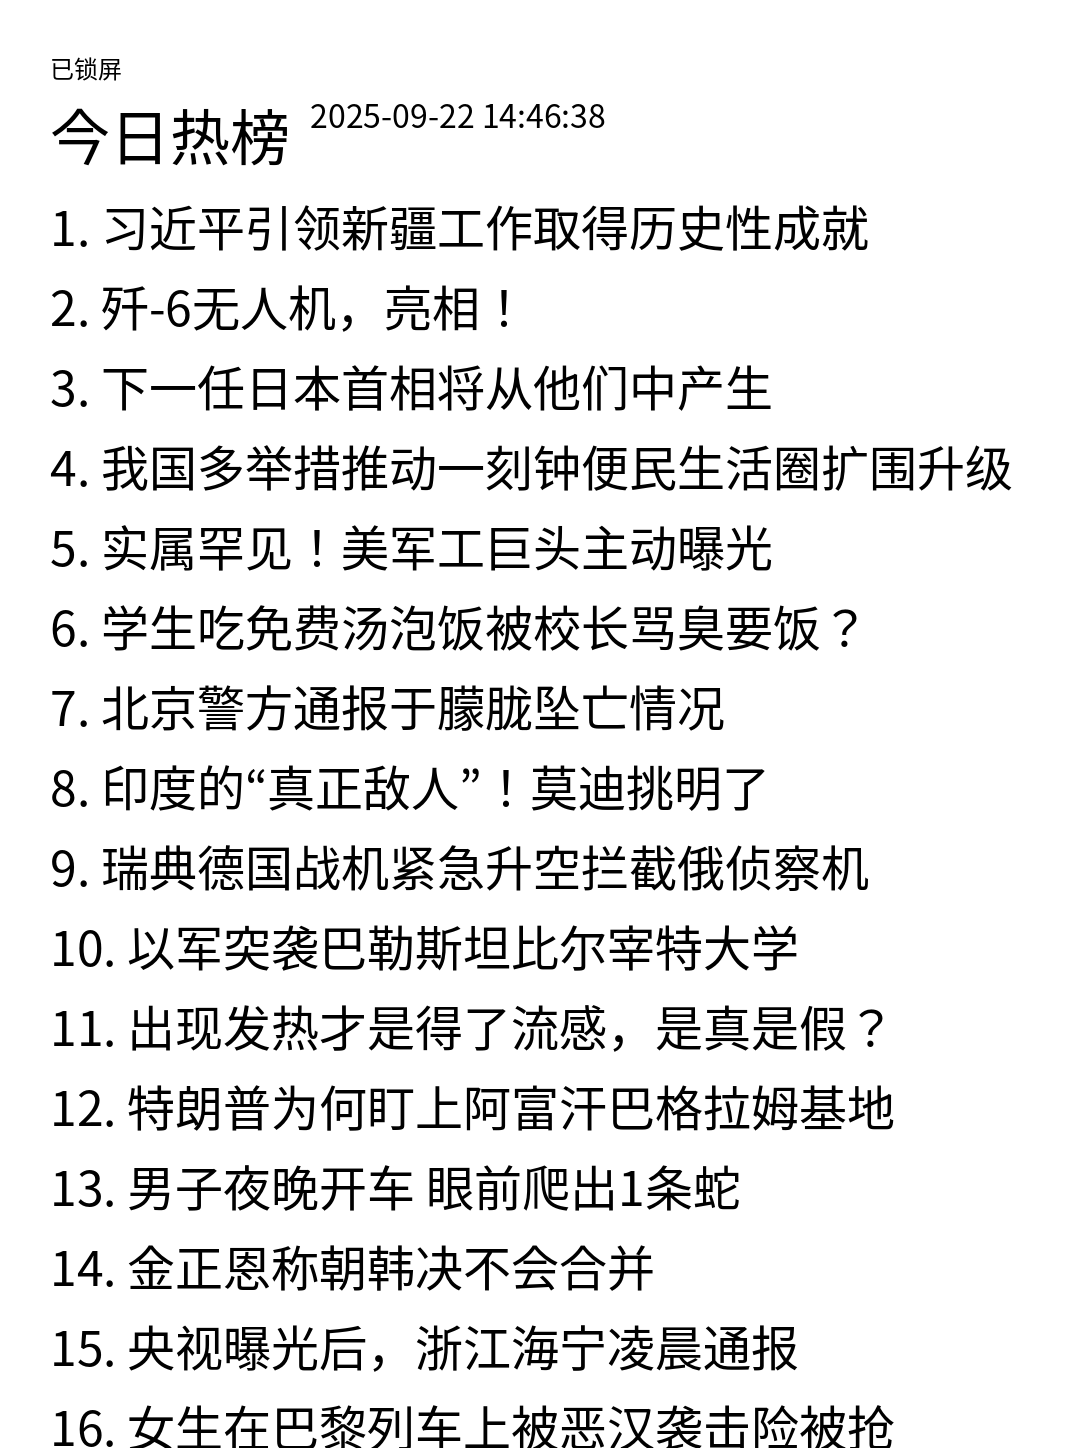 已锁屏
今日热榜 2025-09-22 14:46:38
1. 习近平引领新疆工作取得历史性成就
2. 歼-6无人机，亮相！
3. 下一任日本首相将从他们中产生
4. 我国多举措推动一刻钟便民生活圈扩围升级
5. 实属罕见！美军工巨头主动曝光
6. 学生吃免费汤泡饭被校长骂臭要饭？
7. 北京警方通报于朦胧坠亡情况
8. 印度的“真正敌人”！莫迪挑明了
9. 瑞典德国战机紧急升空拦截俄侦察机
10. 以军突袭巴勒斯坦比尔宰特大学
11. 出现发热才是得了流感，是真是假？
12. 特朗普为何盯上阿富汗巴格拉姆基地
13. 男子夜晚开车 眼前爬出1条蛇
14. 金正恩称朝韩决不会合并
15. 央视曝光后，浙江海宁凌晨通报
16. 女生在巴黎列车上被恶汉袭击险被抢